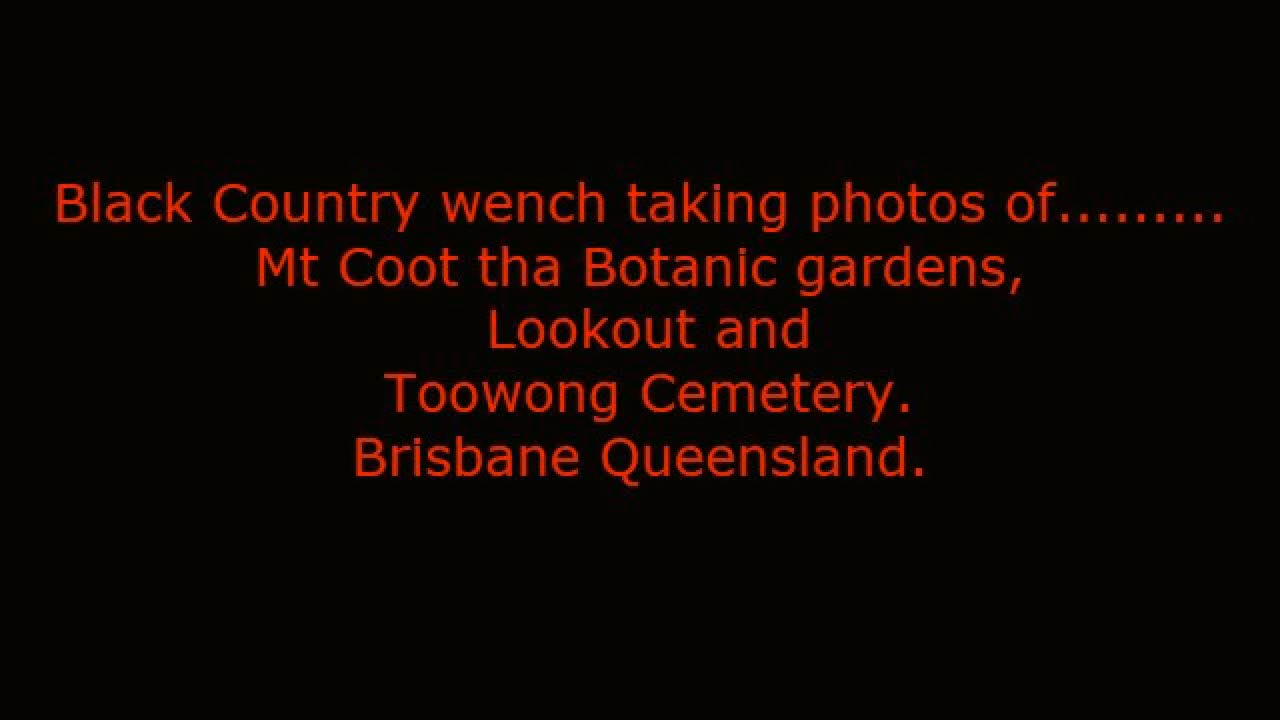 Black Country wench taking photos of.........
Mt Coot tha Botanic gardens,
Lookout and
Toowong Cemetery.
Brisbane Queensland.